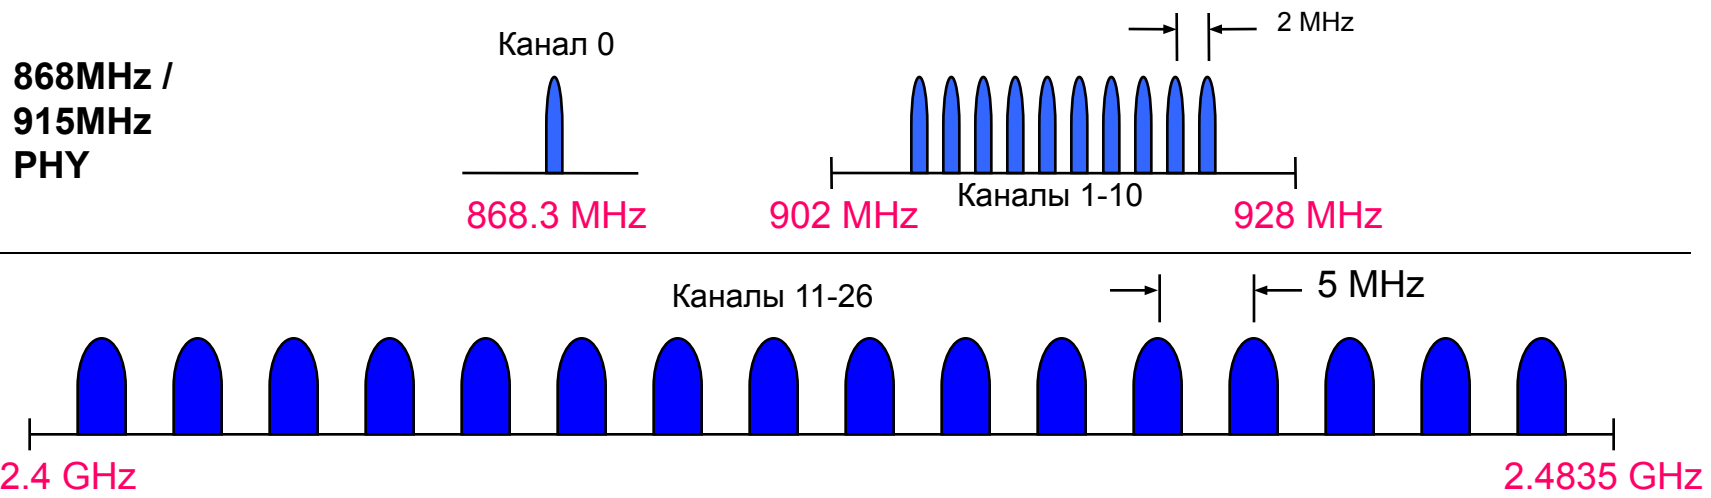 868MHz /
915MHz
PHY
Канал 0
2 MHz
868.3 MHz
902 MHz
Каналы 1-10
928 MHz
Каналы 11-26
5 MHz
2.4 GHz
2.4835 GHz